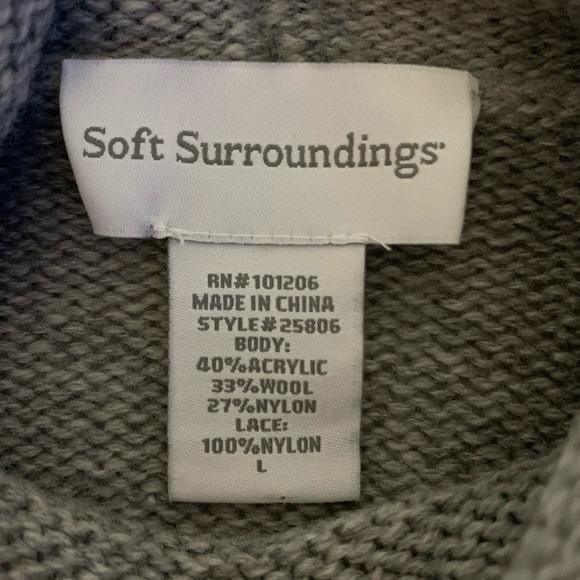 Soft Surroundings
RN#101206
MADE IN CHINA
STYLE#25806
BODY:
40%ACRYLIC
33%WOOL
27%NYLON
LACE:
100%NYLON
L